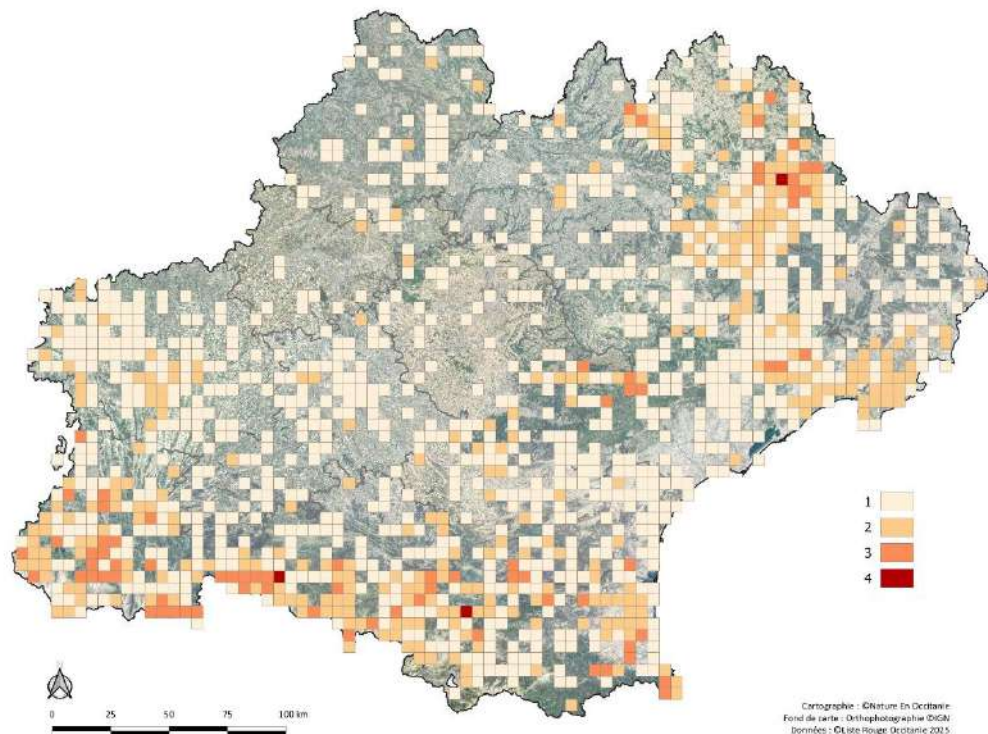 1
2
3
4
N
0 25 50 75 100 km
Cartographie : ©Nature En Occitanie
Fond de carte : Orthophotographie ©IGN
Données : ©Liste Rouge Occitanie 2025